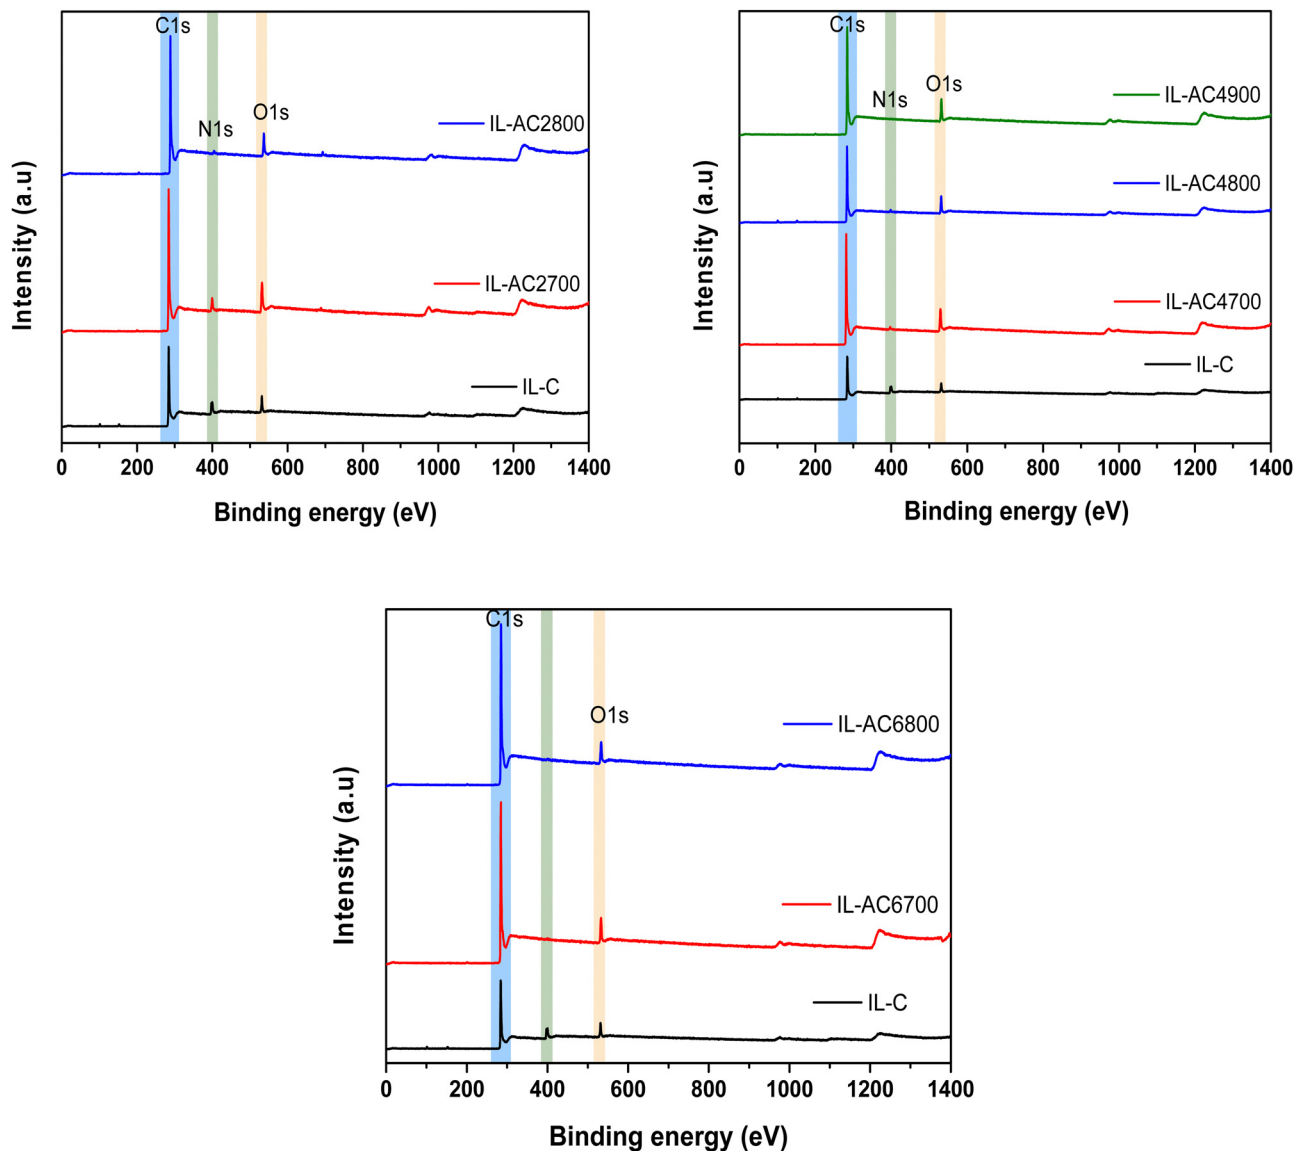 C1s
N1s
O1s
IL-AC2800
IL-AC2700
IL-C
Intensity (a.u)
0 200 400 600 800 1000 1200 1400
Binding energy (eV)
C1s
N1s
O1s
IL-AC4900
IL-AC4800
IL-AC4700
IL-C
Intensity (a.u)
0 200 400 600 800 1000 1200 1400
Binding energy (eV)
C1s
O1s
IL-AC6800
IL-AC6700
IL-C
Intensity (a.u)
0 200 400 600 800 1000 1200 1400
Binding energy (eV)